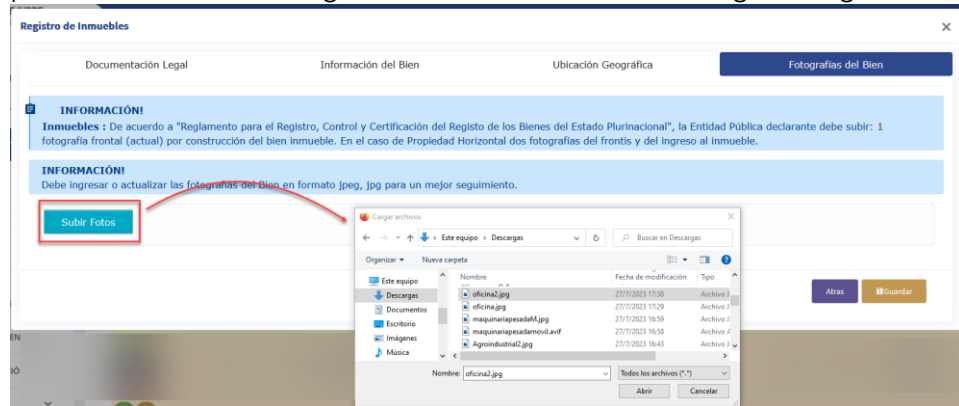 Registro de Inmuebles
Documentación Legal
Información del Bien
Ubicación Geográfica
Fotografias del Bien
INFORMACIÓN!
Inmuebles : De acuerdo a "Reglamento para el Registro, Control y Certificación del Registo de los Bienes del Estado Plurinacional", la Entidad Pública declarante debe subir: 1
fotografía frontal (actual) por construcción del bien inmueble. En el caso de Propiedad Horizontal dos fotografias del frontis y del ingreso al inmueble.
INFORMACIÓN!
Debe ingresar o actualizar las fotografias del Bien en formato jpeg, jpg para un mejor seguimiento.
Subir Fotos
Cargar archivos
Este equipo › Descargas
Buscar en Descargas
Organizar
Nueva carpeta
Este equipo
Descargas
Documentos
Escritorio
Imágenes
Música
Nombre Fecha de modificación Tipo
oficina2.jpg 27/7/2023 17:30 Archivo J
oficina.jpg 27/7/2023 17:29 Archivo J
maquinariapesadaM.jpg 27/7/2023 16:59 Archivo J
maquinariapesadamovil.avif 27/7/2023 16:58 Archivo A
Agroindustrial2.jpg 27/7/2023 16:43 Archivo J
Nombre: oficina2.jpg
Todos los archivos (*.*)
Abrir
Cancelar
Atras
Guardar